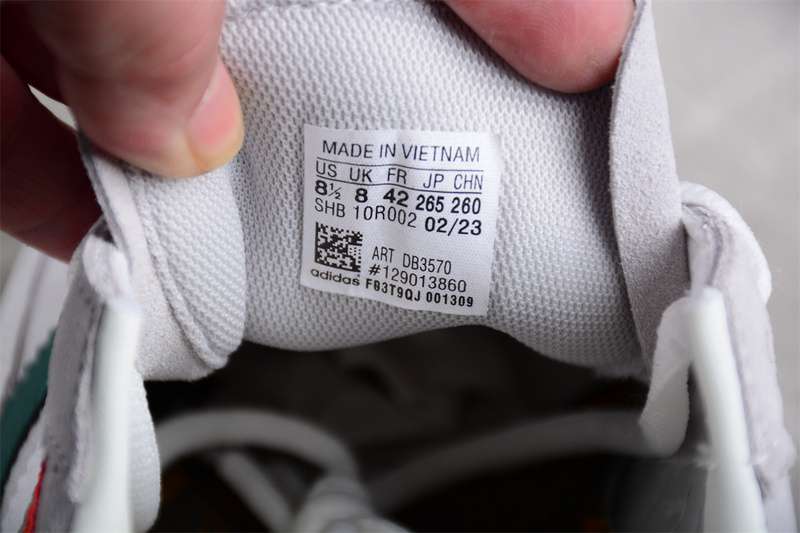 MADE IN VIETNAM
US UK FR JP CHN
8½ 8 42 265 260
SHB 10R002 02/23
ART DB3570
#129013860
adidas F03T9QJ 001309